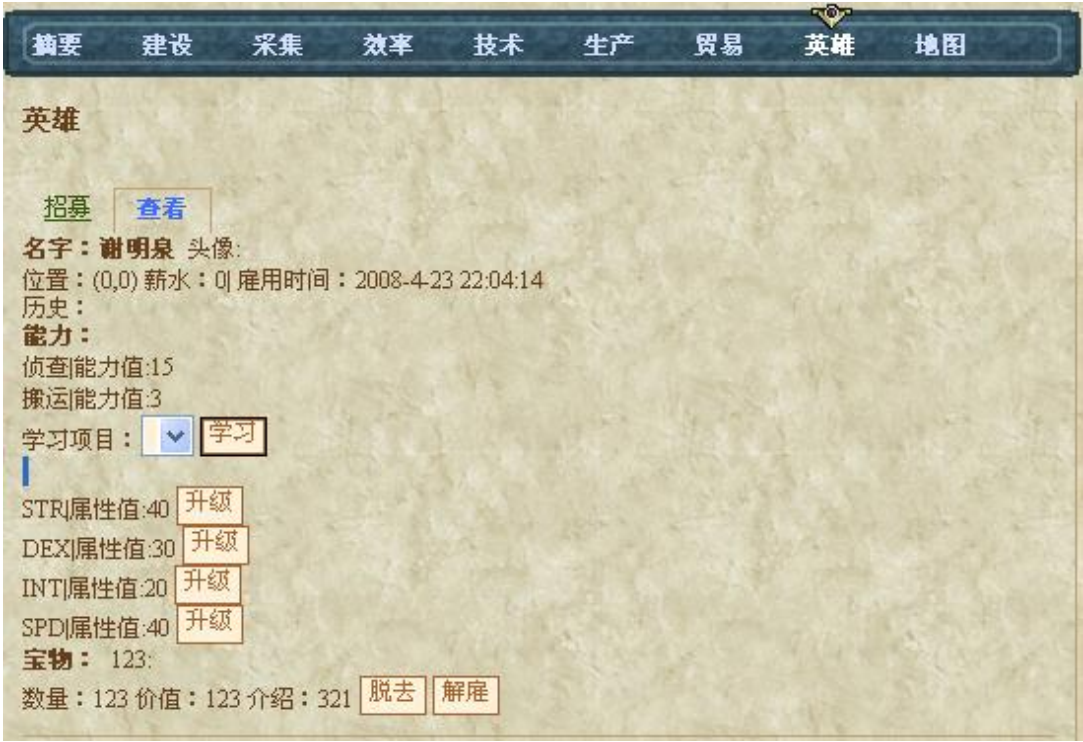 摘要 建设 采集 效率 技术 生产 贸易 英雄 地图
英雄
招募 查看
名字：谢明泉 头像:
位置：(0,0) 薪水：0| 雇用时间：2008-4-23 22:04:14
历史：
能力：
侦查|能力值:15
搬运|能力值:3
学习项目： 学习
STR|属性值:40 升级
DEX|属性值:30 升级
INT|属性值:20 升级
SPD|属性值:40 升级
宝物： 123:
数量：123 价值：123 介绍：321 脱去 解雇